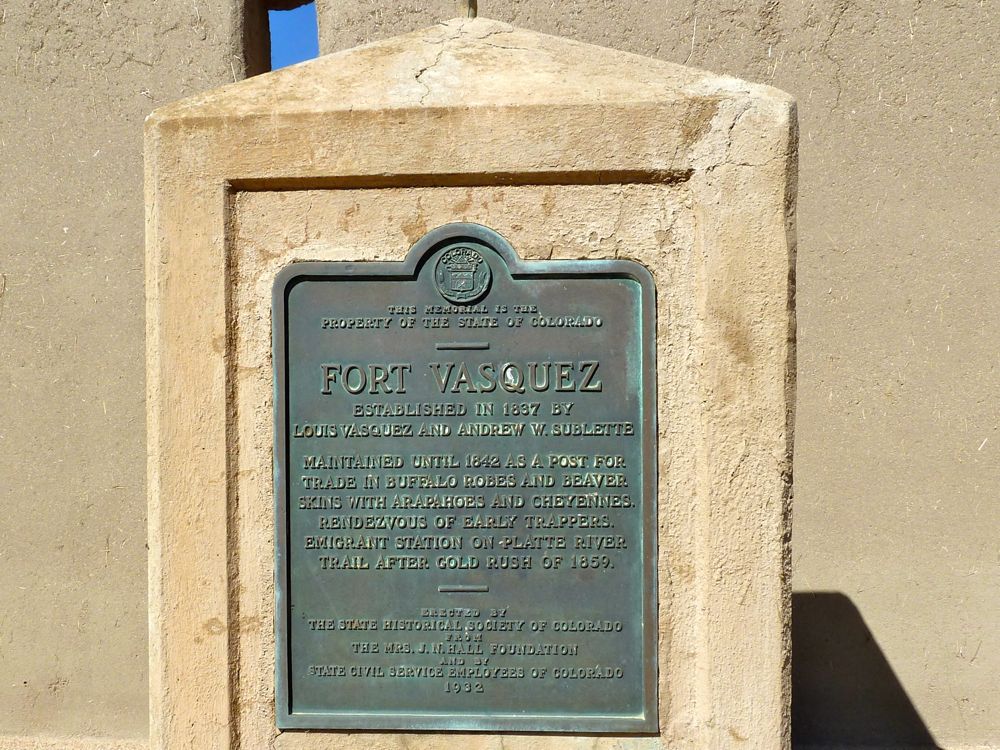 COLORADO
THIS MEMORIAL IS THE
PROPERTY OF THE STATE OF COLORADO
FORT VASQUEZ
ESTABLISHED IN 1837 BY
LOUIS VASQUEZ AND ANDREW W. SUBLETTE
MAINTAINED UNTIL 1842 AS A POST FOR
TRADE IN BUFFALO ROBES AND BEAVER
SKINS WITH ARAPAHOES AND CHEYENNES.
RENDEZVOUS OF EARLY TRAPPERS.
EMIGRANT STATION ON PLATTE RIVER
TRAIL AFTER GOLD RUSH OF 1859.
ERECTED BY
THE STATE HISTORICAL SOCIETY OF COLORADO
FROM
THE MRS. J. N. HALL FOUNDATION
AND BY
STATE CIVIL SERVICE EMPLOYEES OF COLORADO
1932